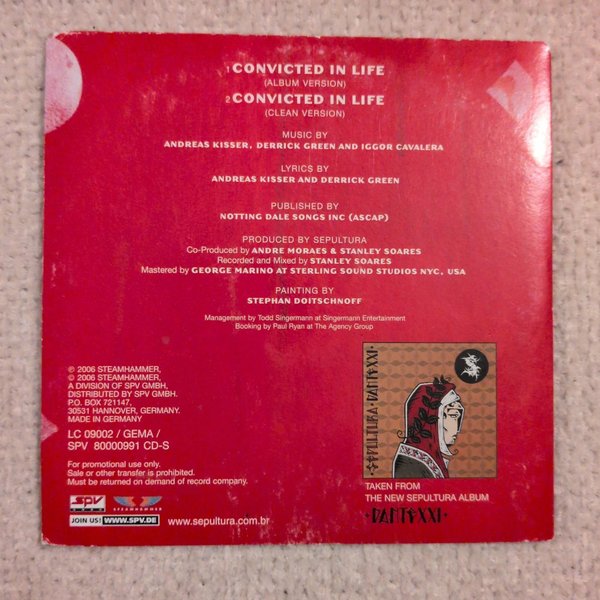 1 CONVICTED IN LIFE
(ALBUM VERSION)
2 CONVICTED IN LIFE
(CLEAN VERSION)
MUSIC BY
ANDREAS KISSER, DERRICK GREEN AND IGGOR CAVALERA
LYRICS BY
ANDREAS KISSER AND DERRICK GREEN
PUBLISHED BY
NOTTING DALE SONGS INC (ASCAP)
PRODUCED BY SEPULTURA
Co-Produced by ANDRE MORAES & STANLEY SOARES
Recorded and Mixed by STANLEY SOARES
Mastered by GEORGE MARINO AT STERLING SOUND STUDIOS NYC, USA
PAINTING BY
STEPHAN DOITSCHNOFF
Management by Todd Singermann at Singermann Entertainment
Booking by Paul Ryan at The Agency Group
℗ 2006 STEAMHAMMER,
© 2006 STEAMHAMMER,
A DIVISION OF SPV GMBH,
DISTRIBUTED BY SPV GMBH.
P.O. BOX 721147,
30531 HANNOVER, GERMANY.
MADE IN GERMANY
LC 09002 / GEMA /
SPV 80000991 CD-S
For promotional use only.
Sale or other transfer is prohibited.
Must be returned on demand of record company.
SPV
STEAMHAMMER
JOIN US! WWW.SPV.DE
www.sepultura.com.br
SEPULTURA DANTE XXI
TAKEN FROM
THE NEW SEPULTURA ALBUM
DANTE XXI